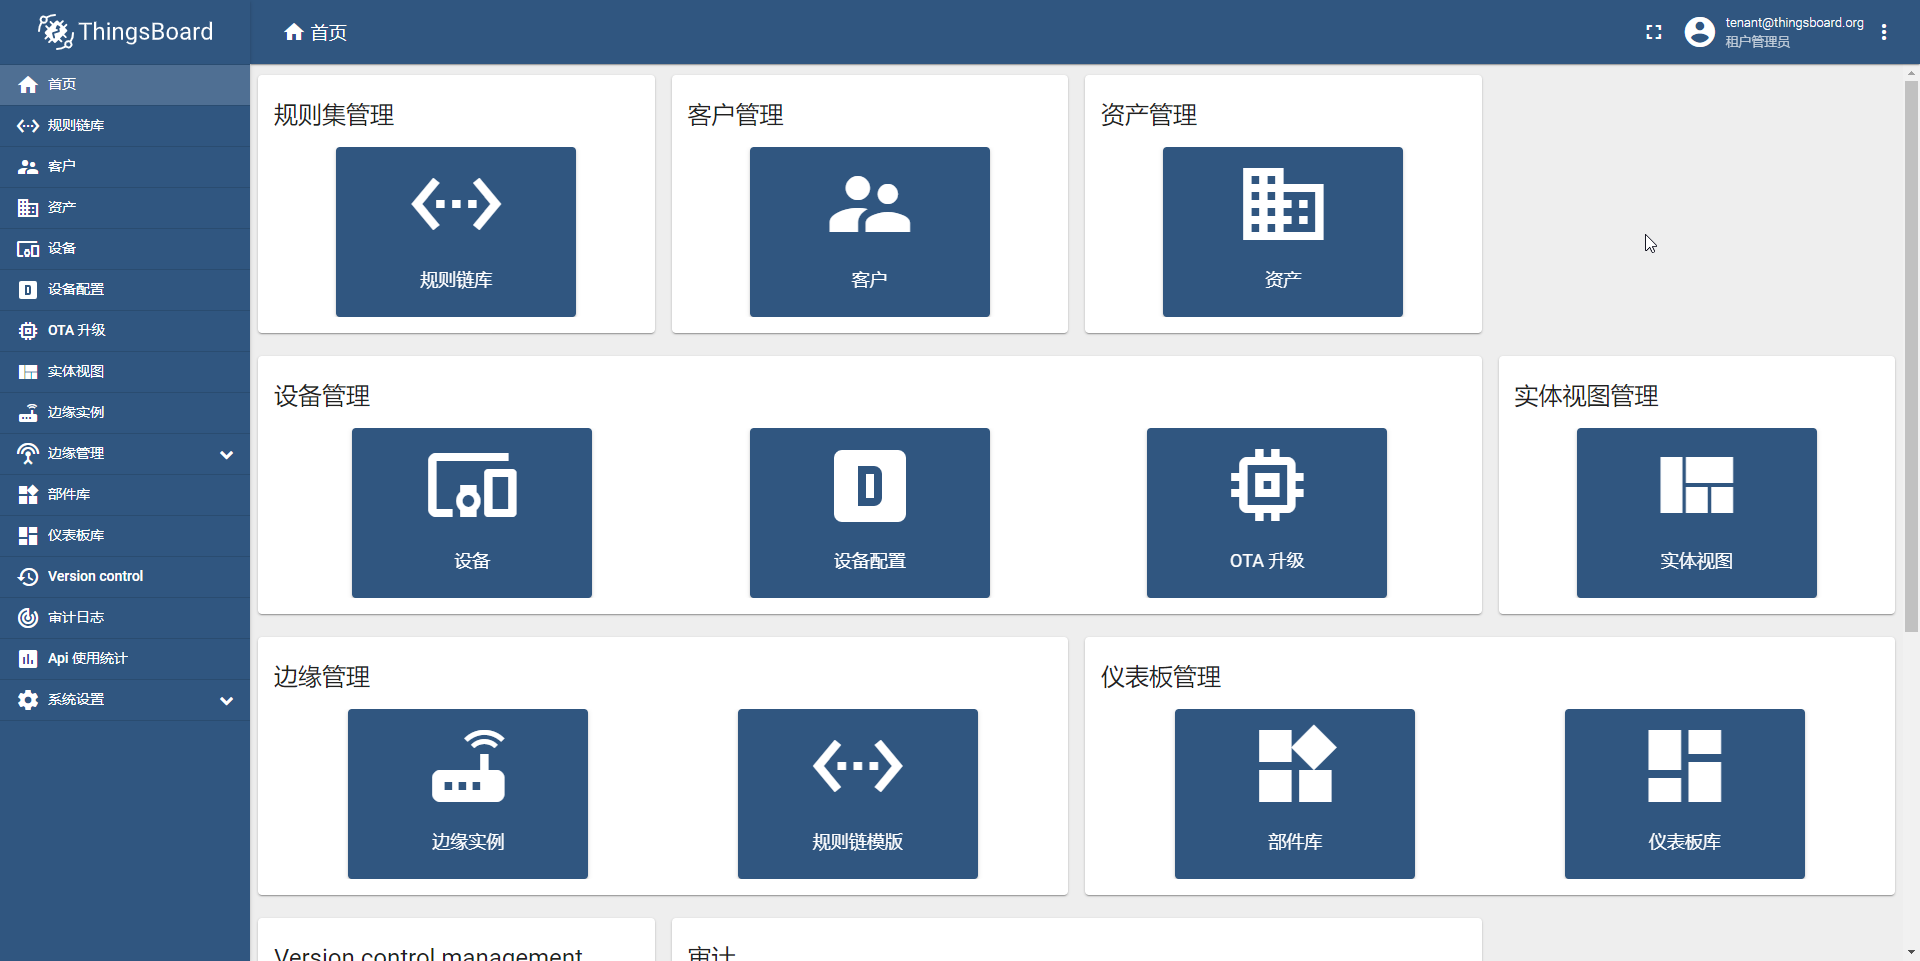 ThingsBoard
首页
tenant@thingsboard.org
租户管理员
首页
规则链库
客户
资产
设备
设备配置
OTA 升级
实体视图
边缘实例
边缘管理
部件库
仪表板库
Version control
审计日志
Api 使用统计
系统设置
规则集管理
规则链库
客户管理
客户
资产管理
资产
设备管理
设备
设备配置
OTA 升级
实体视图管理
实体视图
边缘管理
边缘实例
规则链模版
仪表板管理
部件库
仪表板库
Version control management
审计